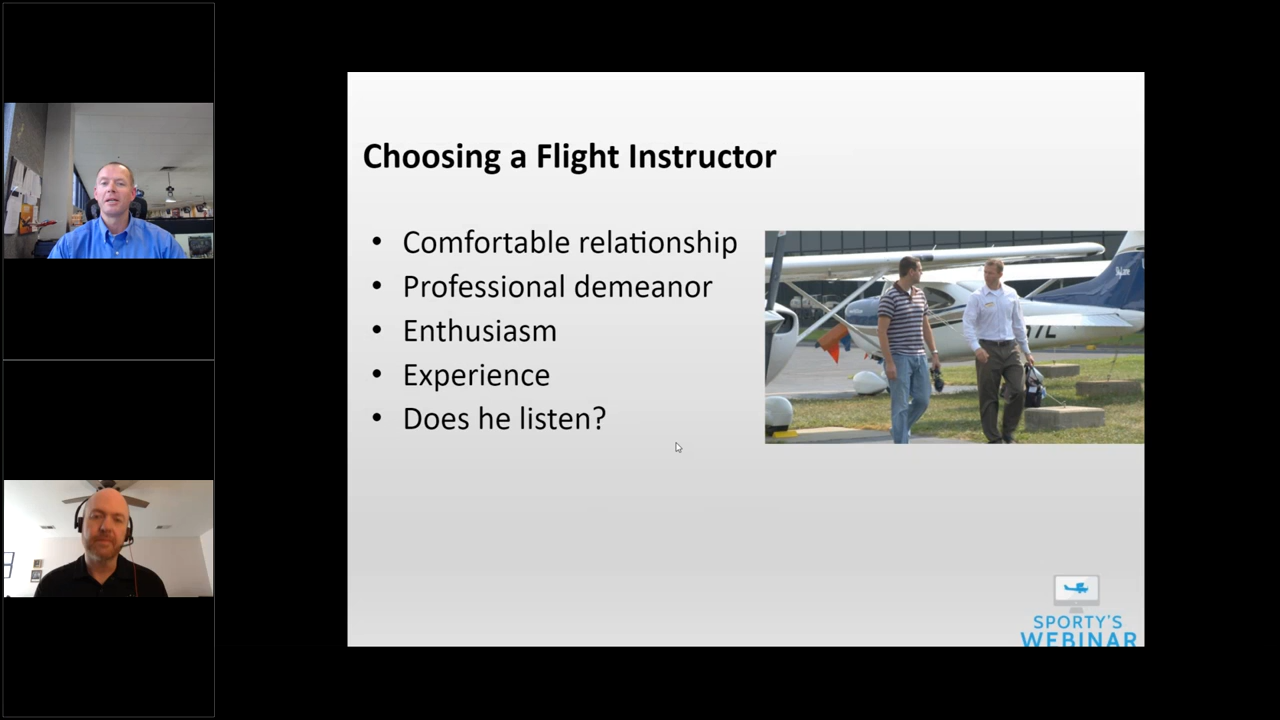 Choosing a Flight Instructor
• Comfortable relationship
• Professional demeanor
• Enthusiasm
• Experience
• Does he listen?
SPORTY'S
WEBINAR